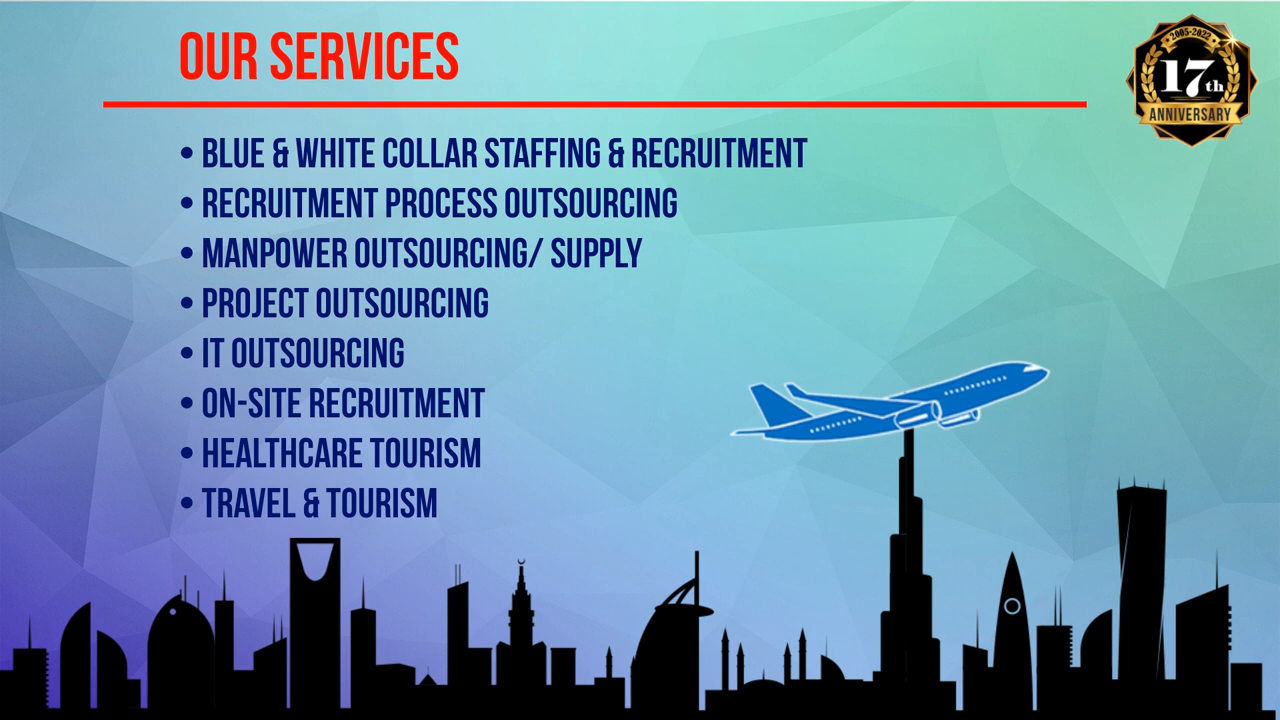 OUR SERVICES
2005-2022
17th
ANNIVERSARY
• BLUE & WHITE COLLAR STAFFING & RECRUITMENT
• RECRUITMENT PROCESS OUTSOURCING
• MANPOWER OUTSOURCING/ SUPPLY
• PROJECT OUTSOURCING
• IT OUTSOURCING
• ON-SITE RECRUITMENT
• HEALTHCARE TOURISM
• TRAVEL & TOURISM